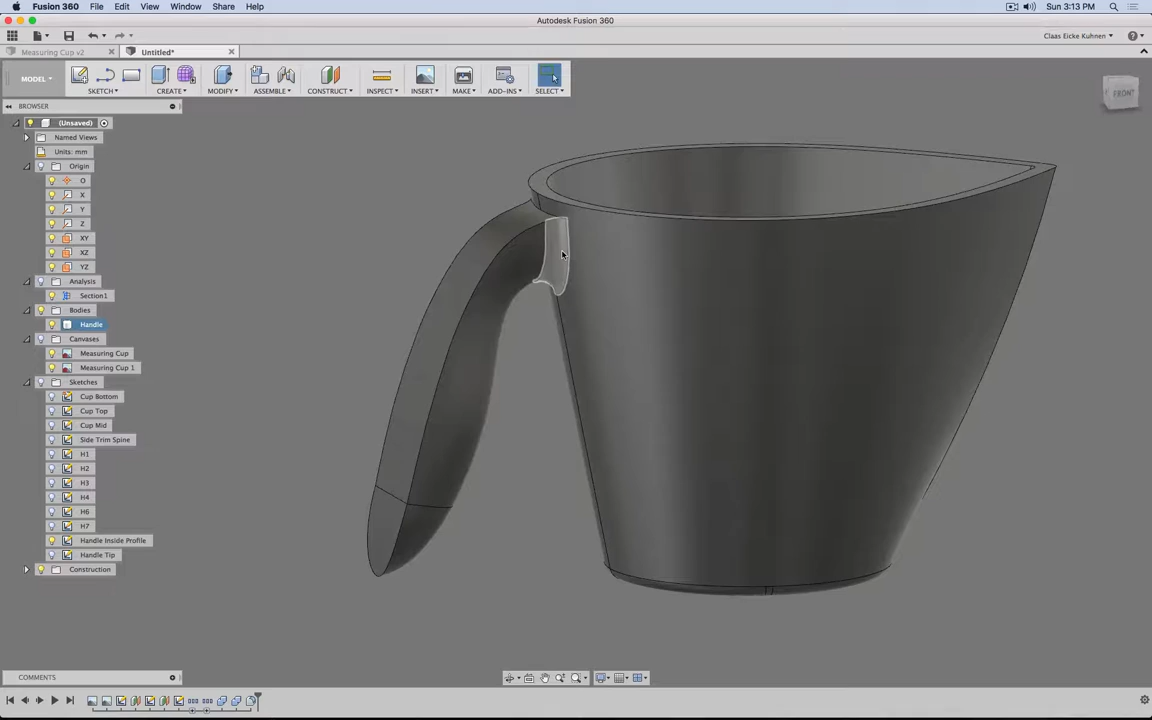 Fusion 360 File Edit View Window Share Help Sun 3:13 PM
Autodesk Fusion 360
Claas Eicke Kuhnen
Measuring Cup v2 Untitled*
MODEL SKETCH CREATE MODIFY ASSEMBLE CONSTRUCT INSPECT INSERT MAKE ADD-INS SELECT
BROWSER
FRONT
(Unsaved)
Named Views
Units: mm
Origin
O
X
Y
Z
XY
XZ
YZ
Analysis
Section1
Bodies
Handle
Canvases
Measuring Cup
Measuring Cup 1
Sketches
Cup Bottom
Cup Top
Cup Mid
Side Trim Spine
H1
H2
H3
H4
H6
H7
Handle Inside Profile
Handle Tip
Construction
COMMENTS